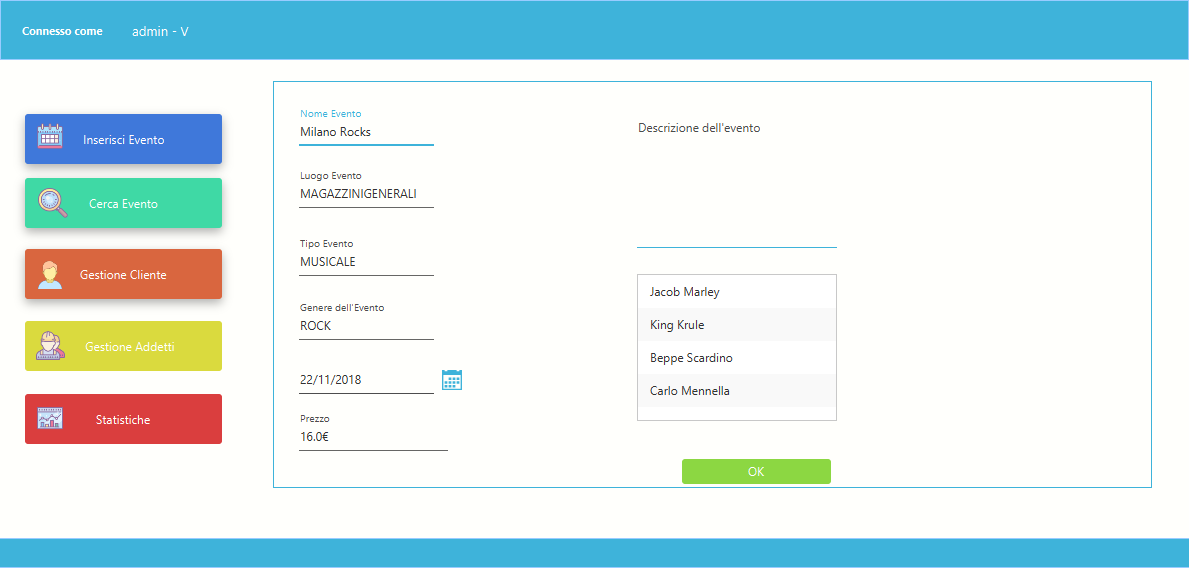 Connesso come admin - V
Inserisci Evento
Cerca Evento
Gestione Cliente
Gestione Addetti
Statistiche
Nome Evento
Milano Rocks
Luogo Evento
MAGAZZINIGENERALI
Tipo Evento
MUSICALE
Genere dell'Evento
ROCK
22/11/2018
Prezzo
16.0€
Descrizione dell'evento
Jacob Marley
King Krule
Beppe Scardino
Carlo Mennella
OK